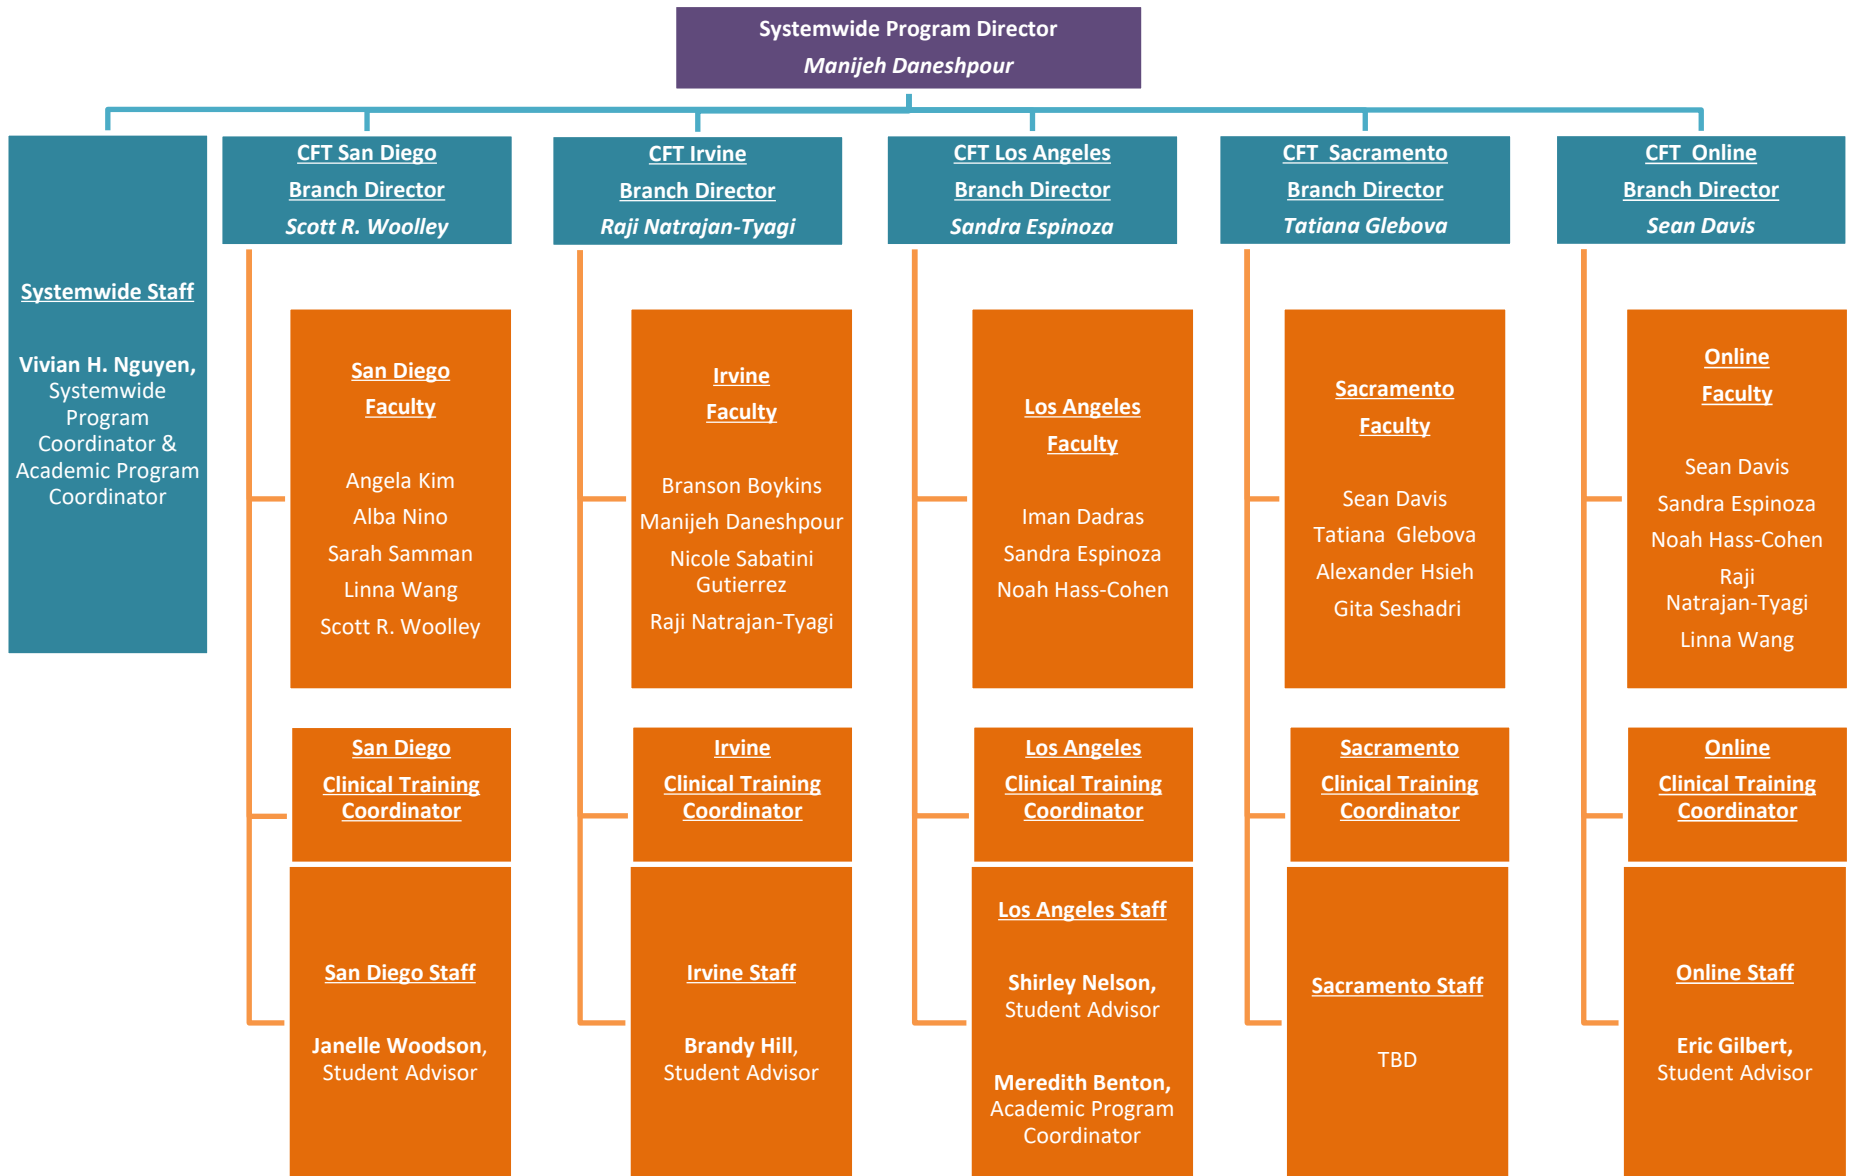 Systemwide Program Director
Manijeh Daneshpour
Systemwide Staff
Vivian H. Nguyen,
Systemwide
Program
Coordinator &
Academic Program
Coordinator
CFT San Diego
Branch Director
Scott R. Woolley
CFT Irvine
Branch Director
Raji Natrajan-Tyagi
CFT Los Angeles
Branch Director
Sandra Espinoza
CFT Sacramento
Branch Director
Tatiana Glebova
CFT Online
Branch Director
Sean Davis
San Diego
Faculty
Angela Kim
Alba Nino
Sarah Samman
Linna Wang
Scott R. Woolley
Irvine
Faculty
Branson Boykins
Manijeh Daneshpour
Nicole Sabatini
Gutierrez
Raji Natrajan-Tyagi
Los Angeles
Faculty
Iman Dadras
Sandra Espinoza
Noah Hass-Cohen
Sacramento
Faculty
Sean Davis
Tatiana Glebova
Alexander Hsieh
Gita Seshadri
Online
Faculty
Sean Davis
Sandra Espinoza
Noah Hass-Cohen
Raji
Natrajan-Tyagi
Linna Wang
San Diego
Clinical Training
Coordinator
Irvine
Clinical Training
Coordinator
Los Angeles
Clinical Training
Coordinator
Sacramento
Clinical Training
Coordinator
Online
Clinical Training
Coordinator
San Diego Staff
Janelle Woodson,
Student Advisor
Irvine Staff
Brandy Hill,
Student Advisor
Los Angeles Staff
Shirley Nelson,
Student Advisor
Meredith Benton,
Academic Program
Coordinator
Sacramento Staff
TBD
Online Staff
Eric Gilbert,
Student Advisor